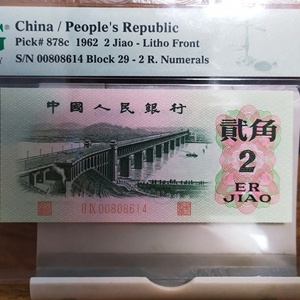 China / People's Republic
Pick# 878c 1962 2 Jiao - Litho Front
S/N 00808614 Block 29 - 2 R. Numerals
中國人民銀行
貳角
2
ER
JIAO
II IX 00808614